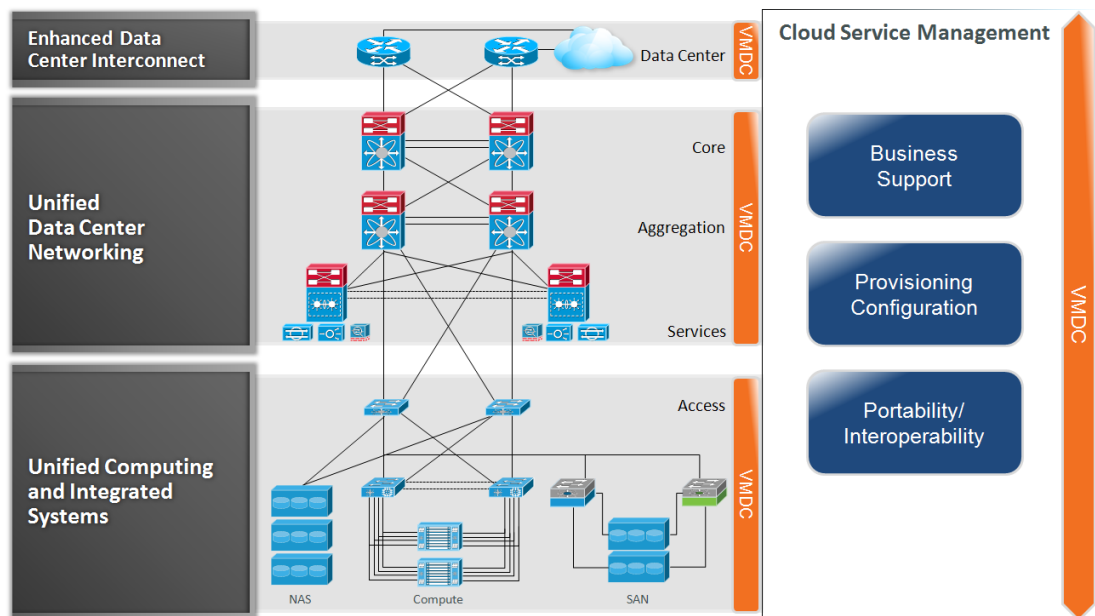 Enhanced Data
Center Interconnect
Data Center
VMDC
Unified
Data Center
Networking
Core
Aggregation
Services
VMDC
Unified Computing
and Integrated
Systems
Access
NAS
Compute
SAN
VMDC
Cloud Service Management
Business
Support
Provisioning
Configuration
Portability/
Interoperability
VMDC